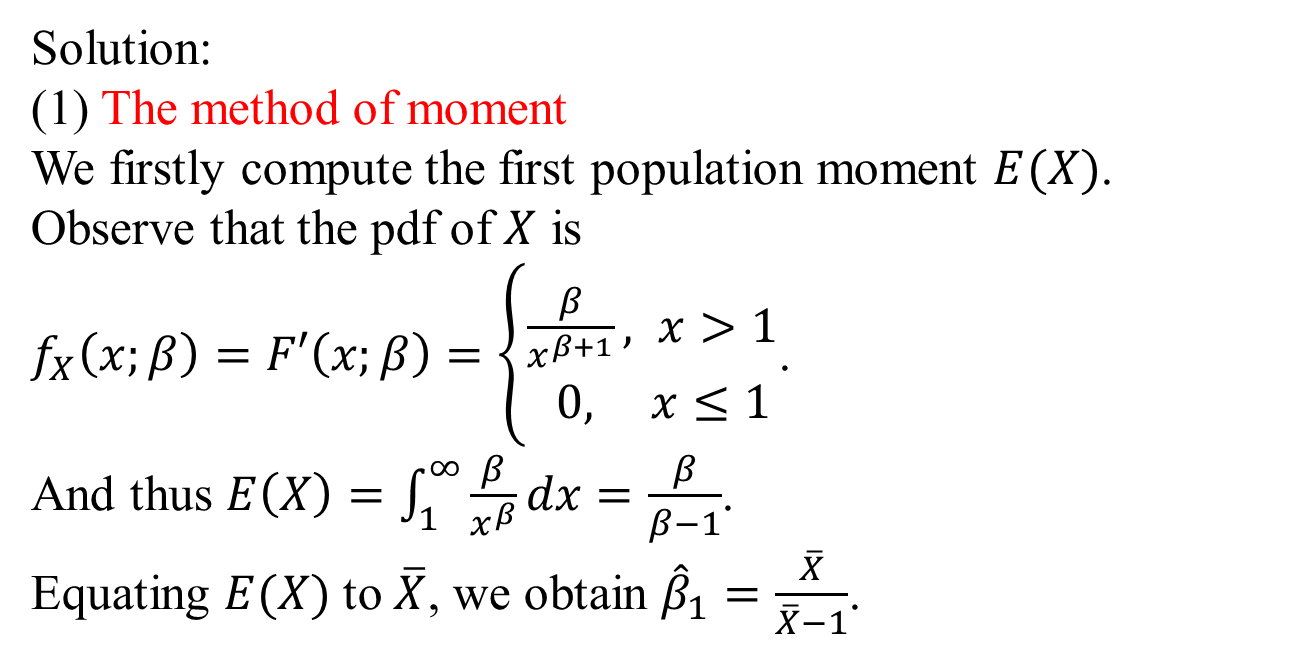 Solution:
(1) The method of moment
We firstly compute the first population moment E(X).
Observe that the pdf of X is
f_X(x; β) = F′(x; β) = { β/x^{β+1}, x > 1; 0, x ≤ 1 .
And thus E(X) = ∫_1^∞ β/x^β dx = β/(β−1).
Equating E(X) to X̄, we obtain β̂_1 = X̄/(X̄−1).